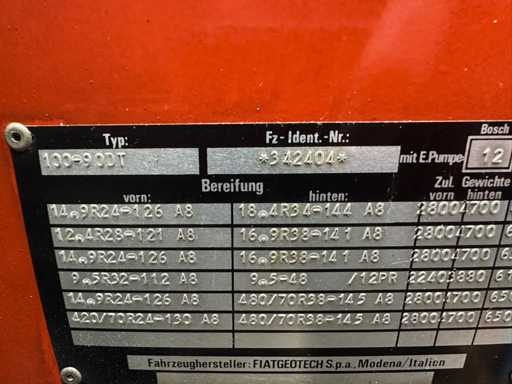 Typ: Fz - Ident. - Nr.: Bosch
100-90DT *342404* mit E.Pumpe 12
Bereifung Zul. Gewichte
vorn: hinten: vorn hinten
14.9R24-126 A8 18.4R34-144 A8 2800 4700
12.4R28-121 A8 16.9R38-141 A8 2800 4700
14.9R24-126 A8 16.9R38-141 A8 2800 4700
9.5R32-112 A8 9.5-48 /12PR 2240 3880
14.9R24-126 A8 480/70R38-145 A8 2800 4700 650
420/70R24-130 A8 480/70R38-145 A8 2800 4700 650
Fahrzeughersteller: FIATGEOTECH S.p.a., Modena/Italien